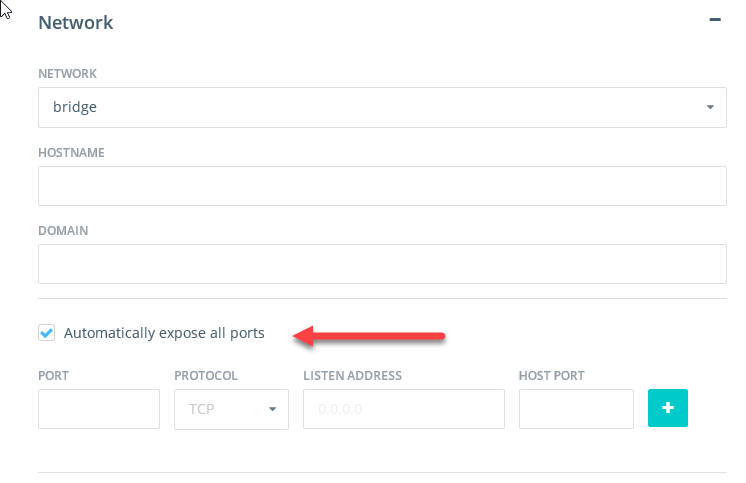 Network
NETWORK
bridge
HOSTNAME
DOMAIN
Automatically expose all ports
PORT PROTOCOL LISTEN ADDRESS HOST PORT
TCP 0.0.0.0